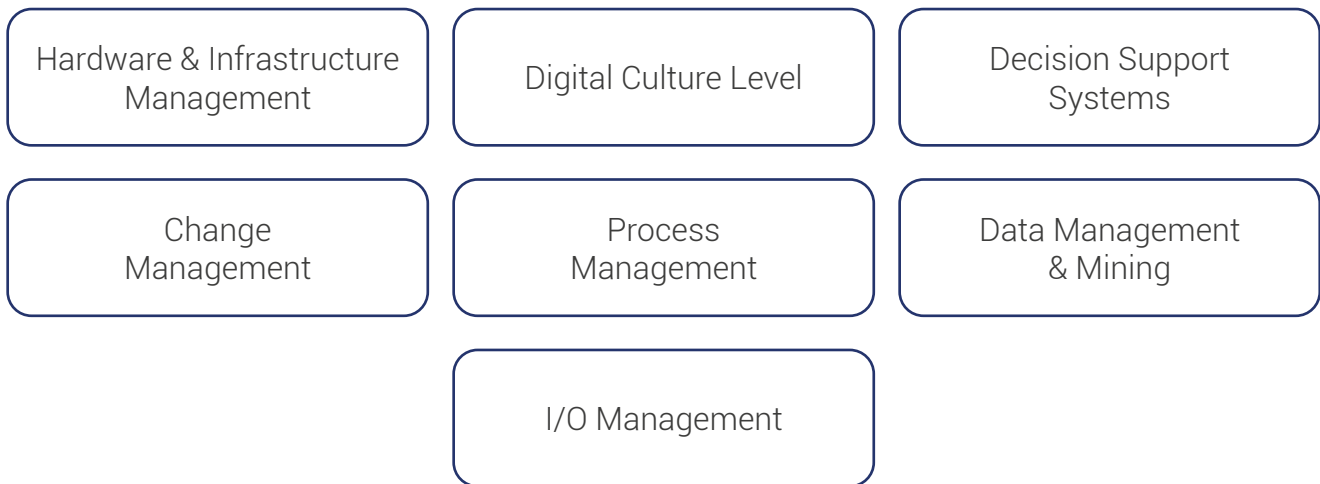 Hardware & Infrastructure
Management
Digital Culture Level
Decision Support
Systems
Change
Management
Process
Management
Data Management
& Mining
I/O Management